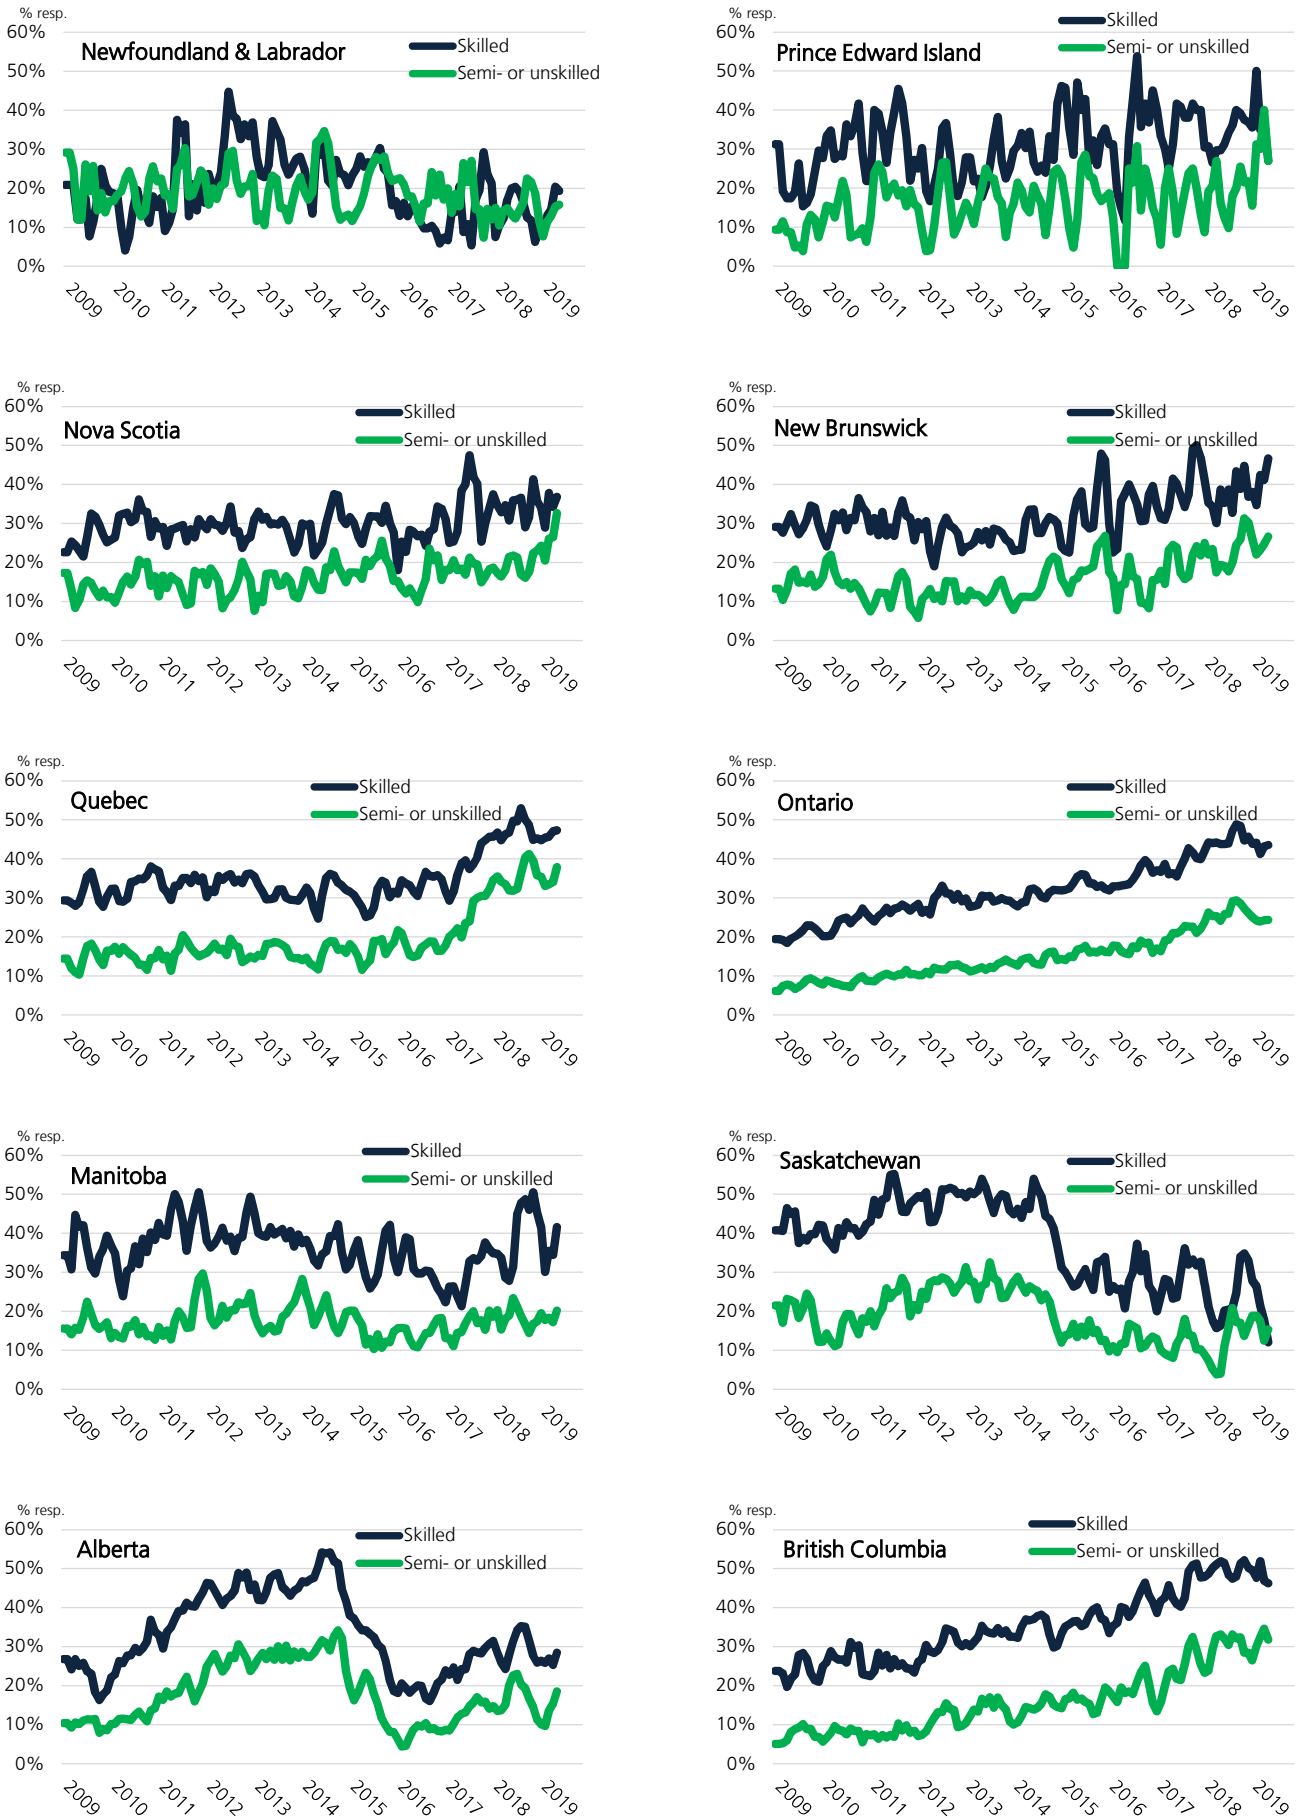 % resp.
60%
Newfoundland & Labrador
Skilled
Semi- or unskilled
50%
40%
30%
20%
10%
0%
2009 2010 2011 2012 2013 2014 2015 2016 2017 2018 2019
% resp.
60%
Prince Edward Island
Skilled
Semi- or unskilled
50%
40%
30%
20%
10%
0%
2009 2010 2011 2012 2013 2014 2015 2016 2017 2018 2019
% resp.
60%
Nova Scotia
Skilled
Semi- or unskilled
50%
40%
30%
20%
10%
0%
2009 2010 2011 2012 2013 2014 2015 2016 2017 2018 2019
% resp.
60%
New Brunswick
Skilled
Semi- or unskilled
50%
40%
30%
20%
10%
0%
2009 2010 2011 2012 2013 2014 2015 2016 2017 2018 2019
% resp.
60%
Quebec
Skilled
Semi- or unskilled
50%
40%
30%
20%
10%
0%
2009 2010 2011 2012 2013 2014 2015 2016 2017 2018 2019
% resp.
60%
Ontario
Skilled
Semi- or unskilled
50%
40%
30%
20%
10%
0%
2009 2010 2011 2012 2013 2014 2015 2016 2017 2018 2019
% resp.
60%
Manitoba
Skilled
Semi- or unskilled
50%
40%
30%
20%
10%
0%
2009 2010 2011 2012 2013 2014 2015 2016 2017 2018 2019
% resp.
60%
Saskatchewan
Skilled
Semi- or unskilled
50%
40%
30%
20%
10%
0%
2009 2010 2011 2012 2013 2014 2015 2016 2017 2018 2019
% resp.
60%
Alberta
Skilled
Semi- or unskilled
50%
40%
30%
20%
10%
0%
2009 2010 2011 2012 2013 2014 2015 2016 2017 2018 2019
% resp.
60%
British Columbia
Skilled
Semi- or unskilled
50%
40%
30%
20%
10%
0%
2009 2010 2011 2012 2013 2014 2015 2016 2017 2018 2019